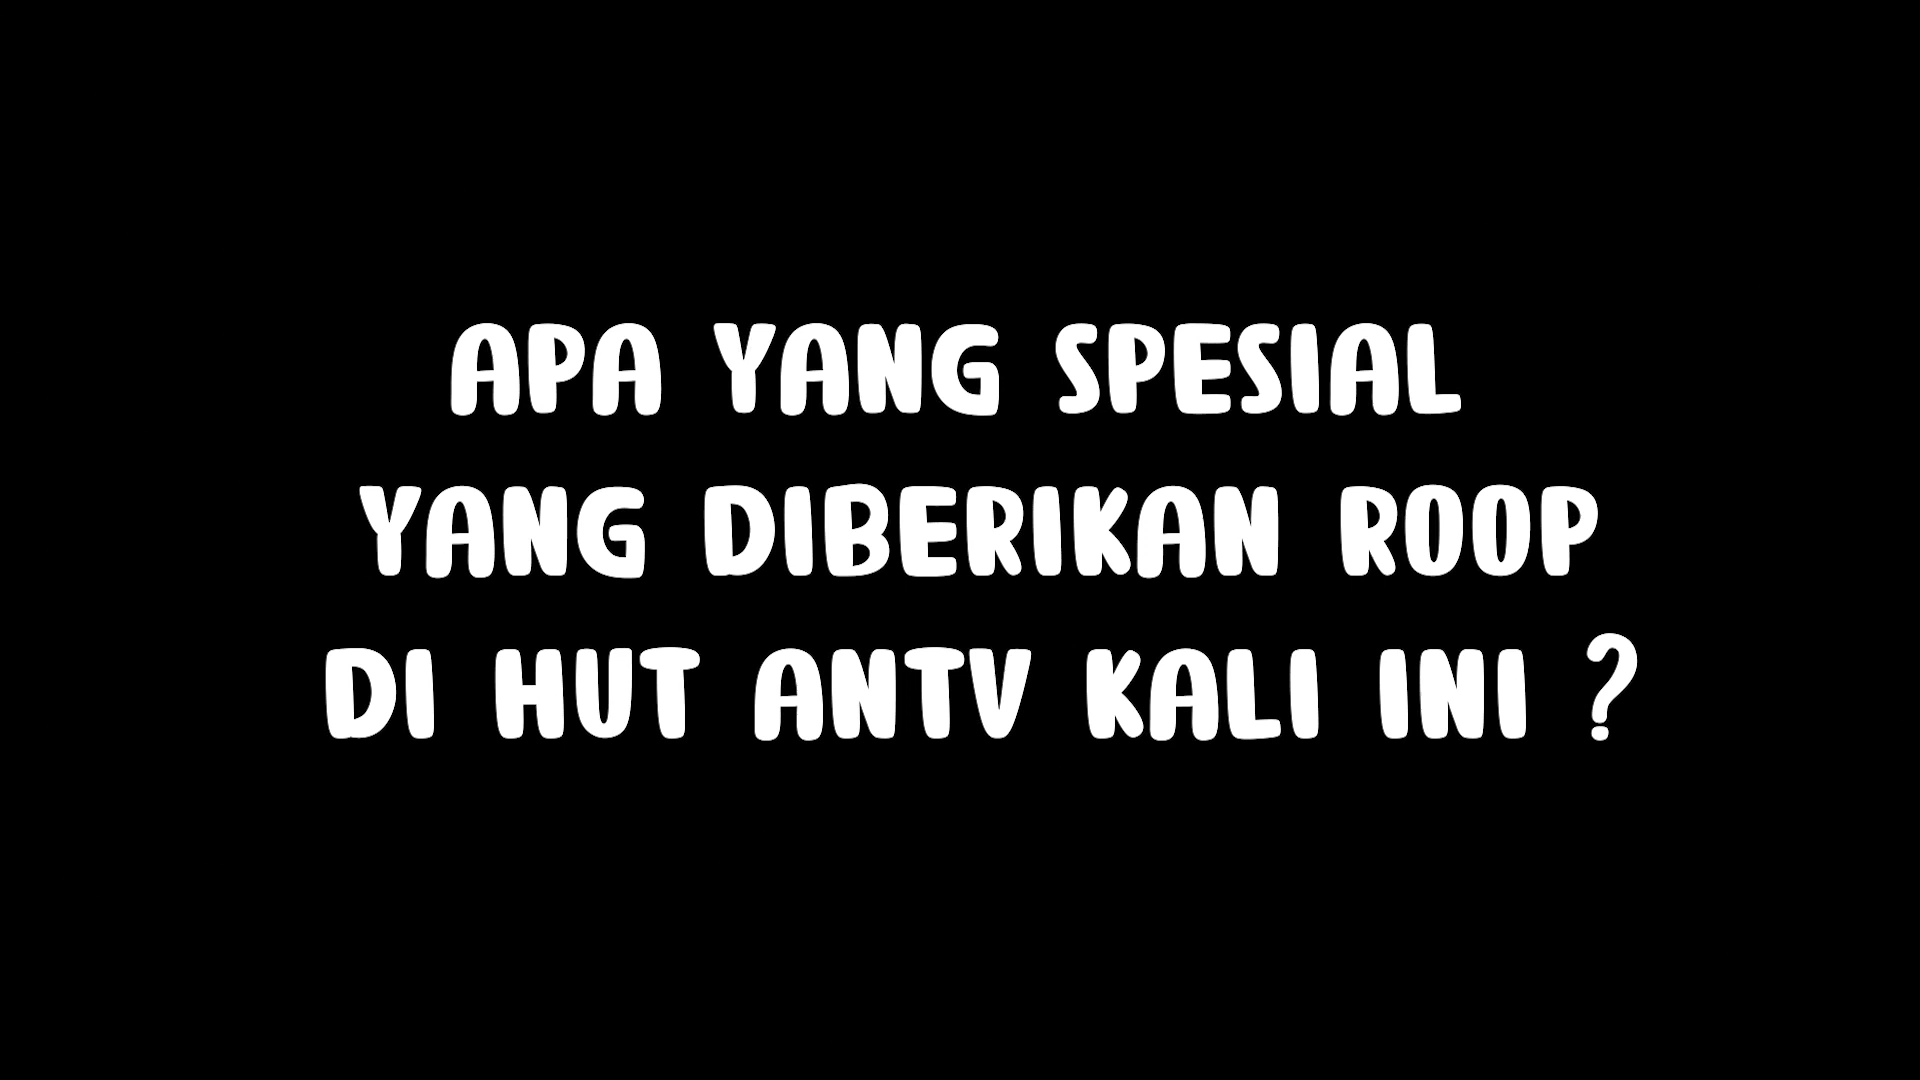 APA YANG SPESIAL
YANG DIBERIKAN ROOP
DI HUT ANTV KALI INI ?